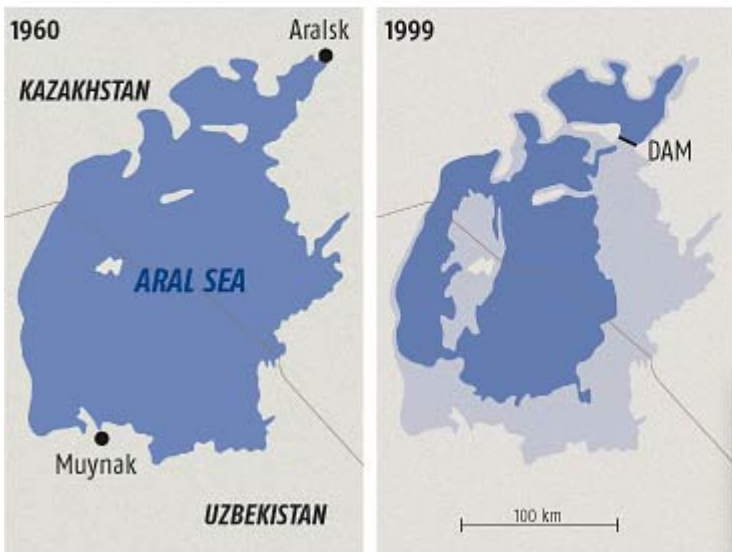 1960
Aralsk
KAZAKHSTAN
ARAL SEA
Muynak
UZBEKISTAN
1999
DAM
100 km